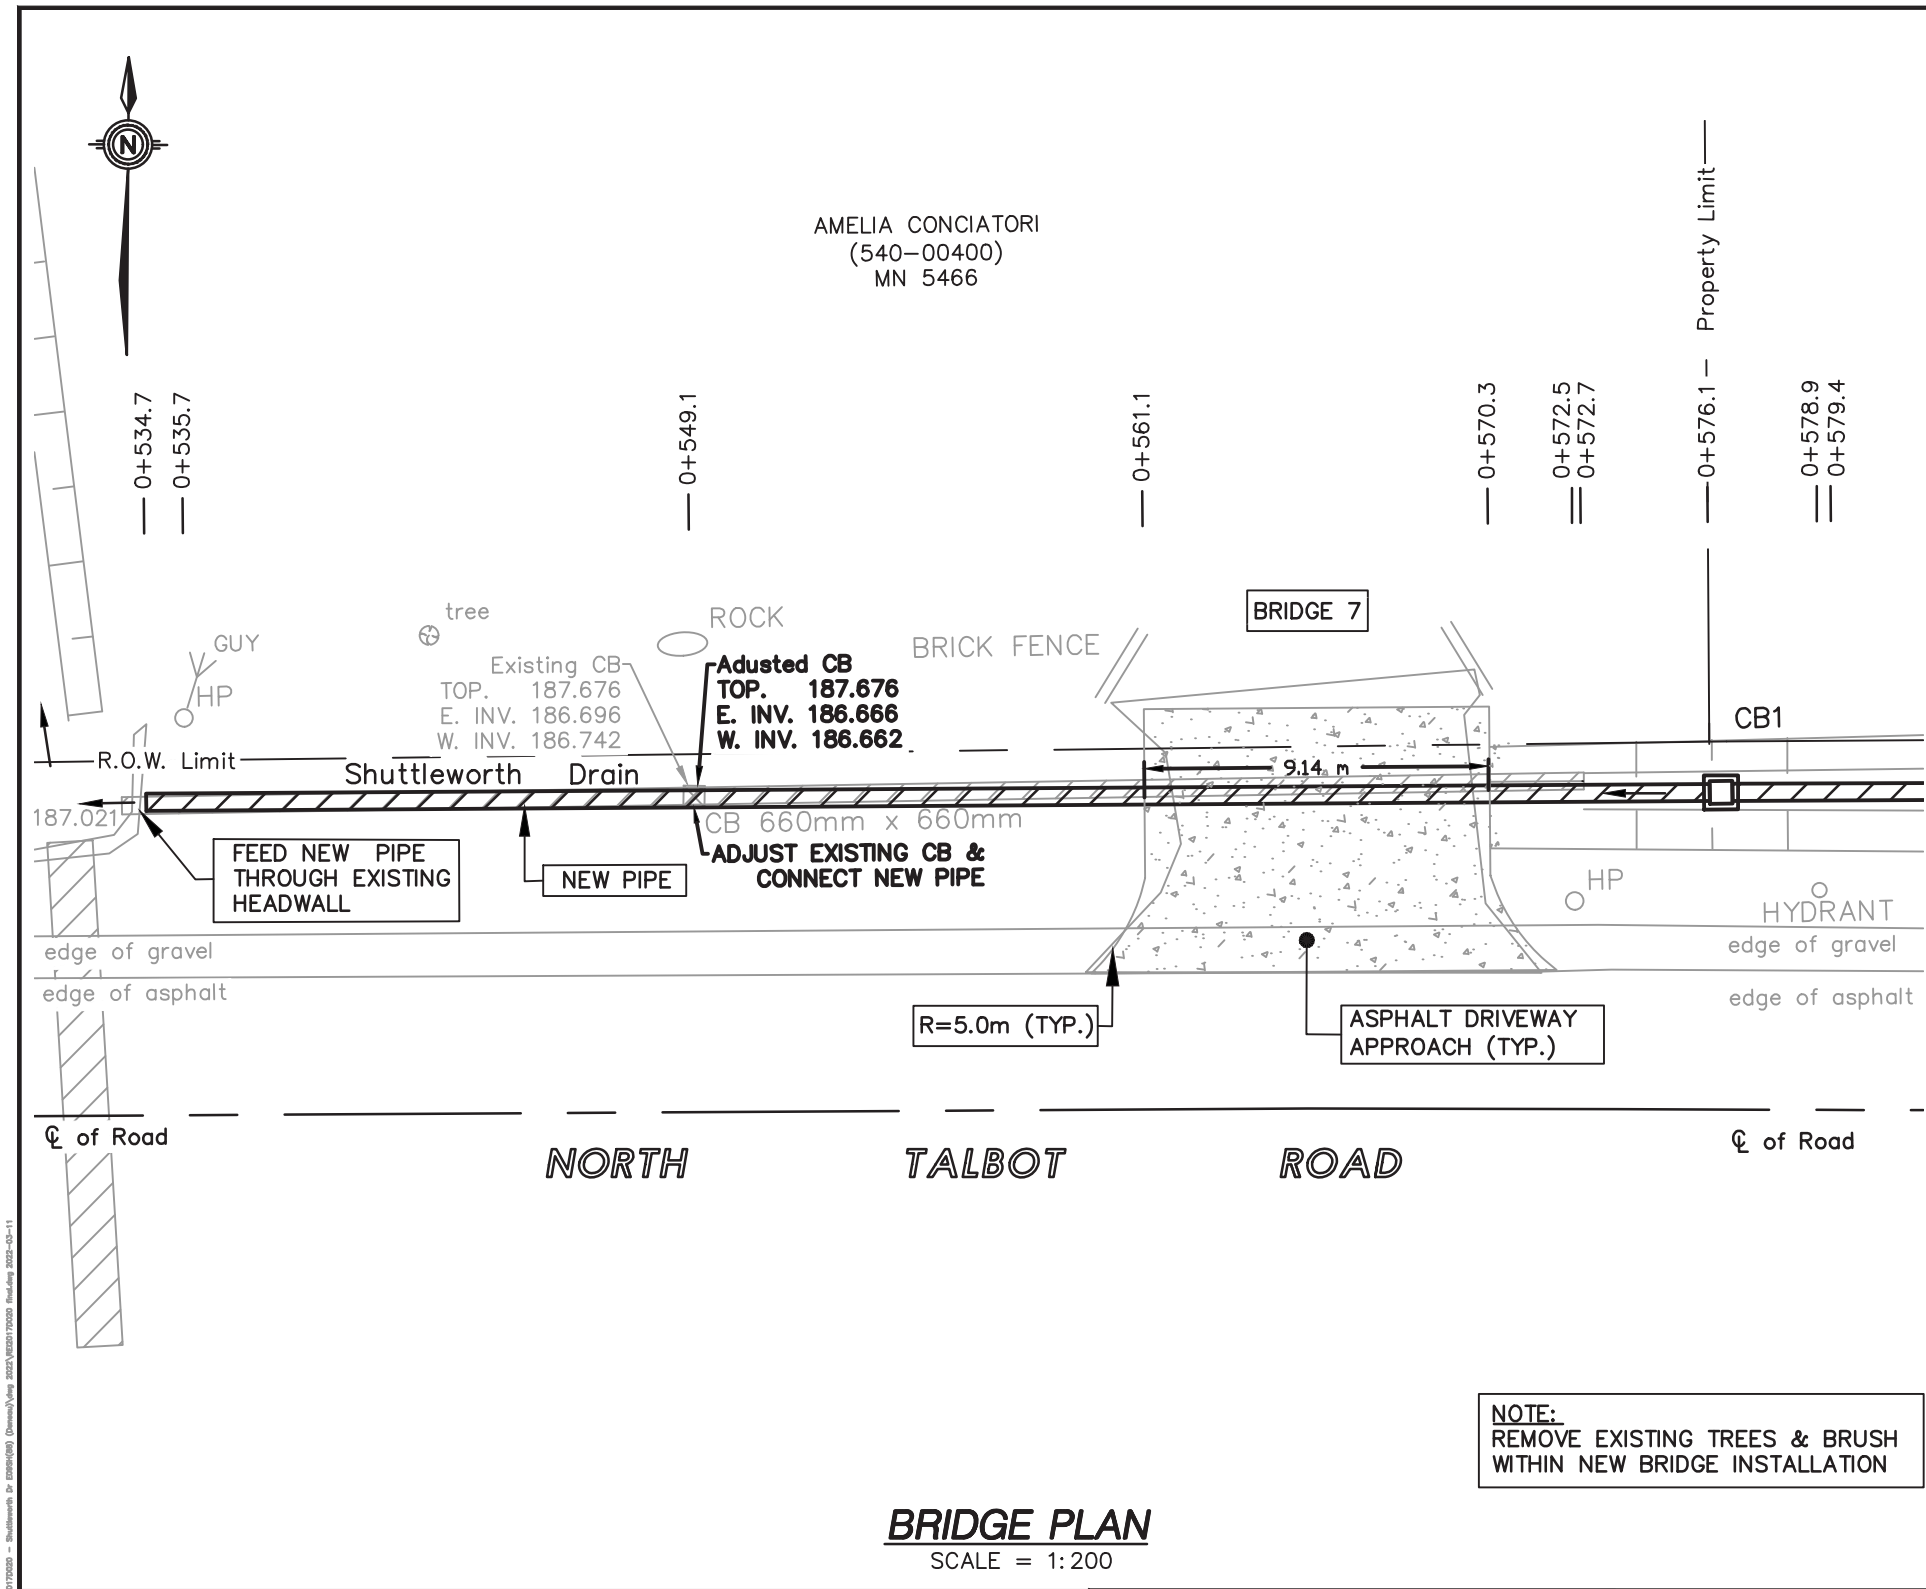 N
AMELIA CONCIATORI
(540-00400)
MN 5466
0+534.7
0+535.7
0+549.1
0+561.1
0+570.3
0+572.5
0+572.7
0+576.1 - Property Limit
0+578.9
0+579.4
BRIDGE 7
tree
ROCK
GUY
BRICK FENCE
HP
Existing CB
TOP. 187.676
E. INV. 186.696
W. INV. 186.742
Adusted CB
TOP. 187.676
E. INV. 186.666
W. INV. 186.662
CB1
R.O.W. Limit
Shuttleworth Drain
9.14 m
187.021
CB 660mm x 660mm
FEED NEW PIPE
THROUGH EXISTING
HEADWALL
NEW PIPE
ADJUST EXISTING CB &
CONNECT NEW PIPE
HP
HYDRANT
edge of gravel
edge of gravel
edge of asphalt
edge of asphalt
R=5.0m (TYP.)
ASPHALT DRIVEWAY
APPROACH (TYP.)
℄ of Road
℄ of Road
NORTH TALBOT ROAD
NOTE:
REMOVE EXISTING TREES & BRUSH
WITHIN NEW BRIDGE INSTALLATION
BRIDGE PLAN
SCALE = 1:200